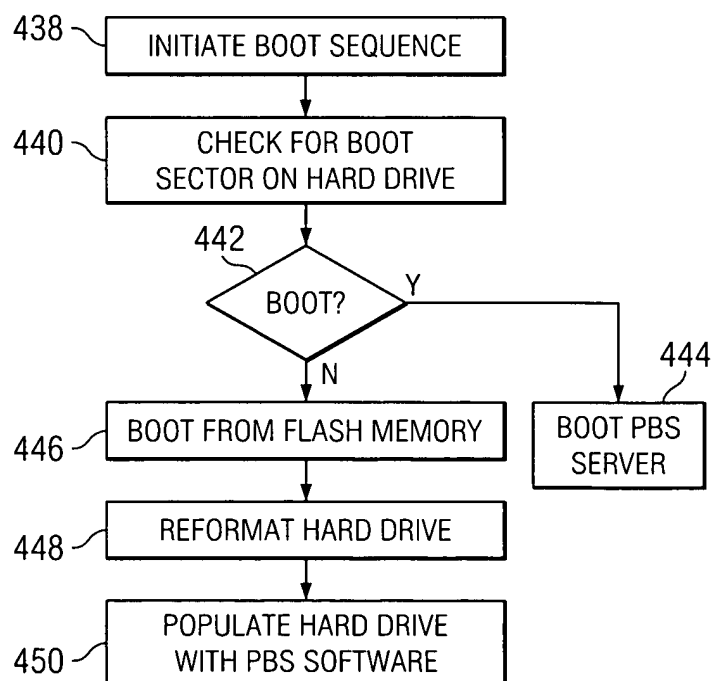 438
INITIATE BOOT SEQUENCE
440
CHECK FOR BOOT
SECTOR ON HARD DRIVE
442
BOOT?
Y
N
444
BOOT PBS
SERVER
446
BOOT FROM FLASH MEMORY
448
REFORMAT HARD DRIVE
450
POPULATE HARD DRIVE
WITH PBS SOFTWARE